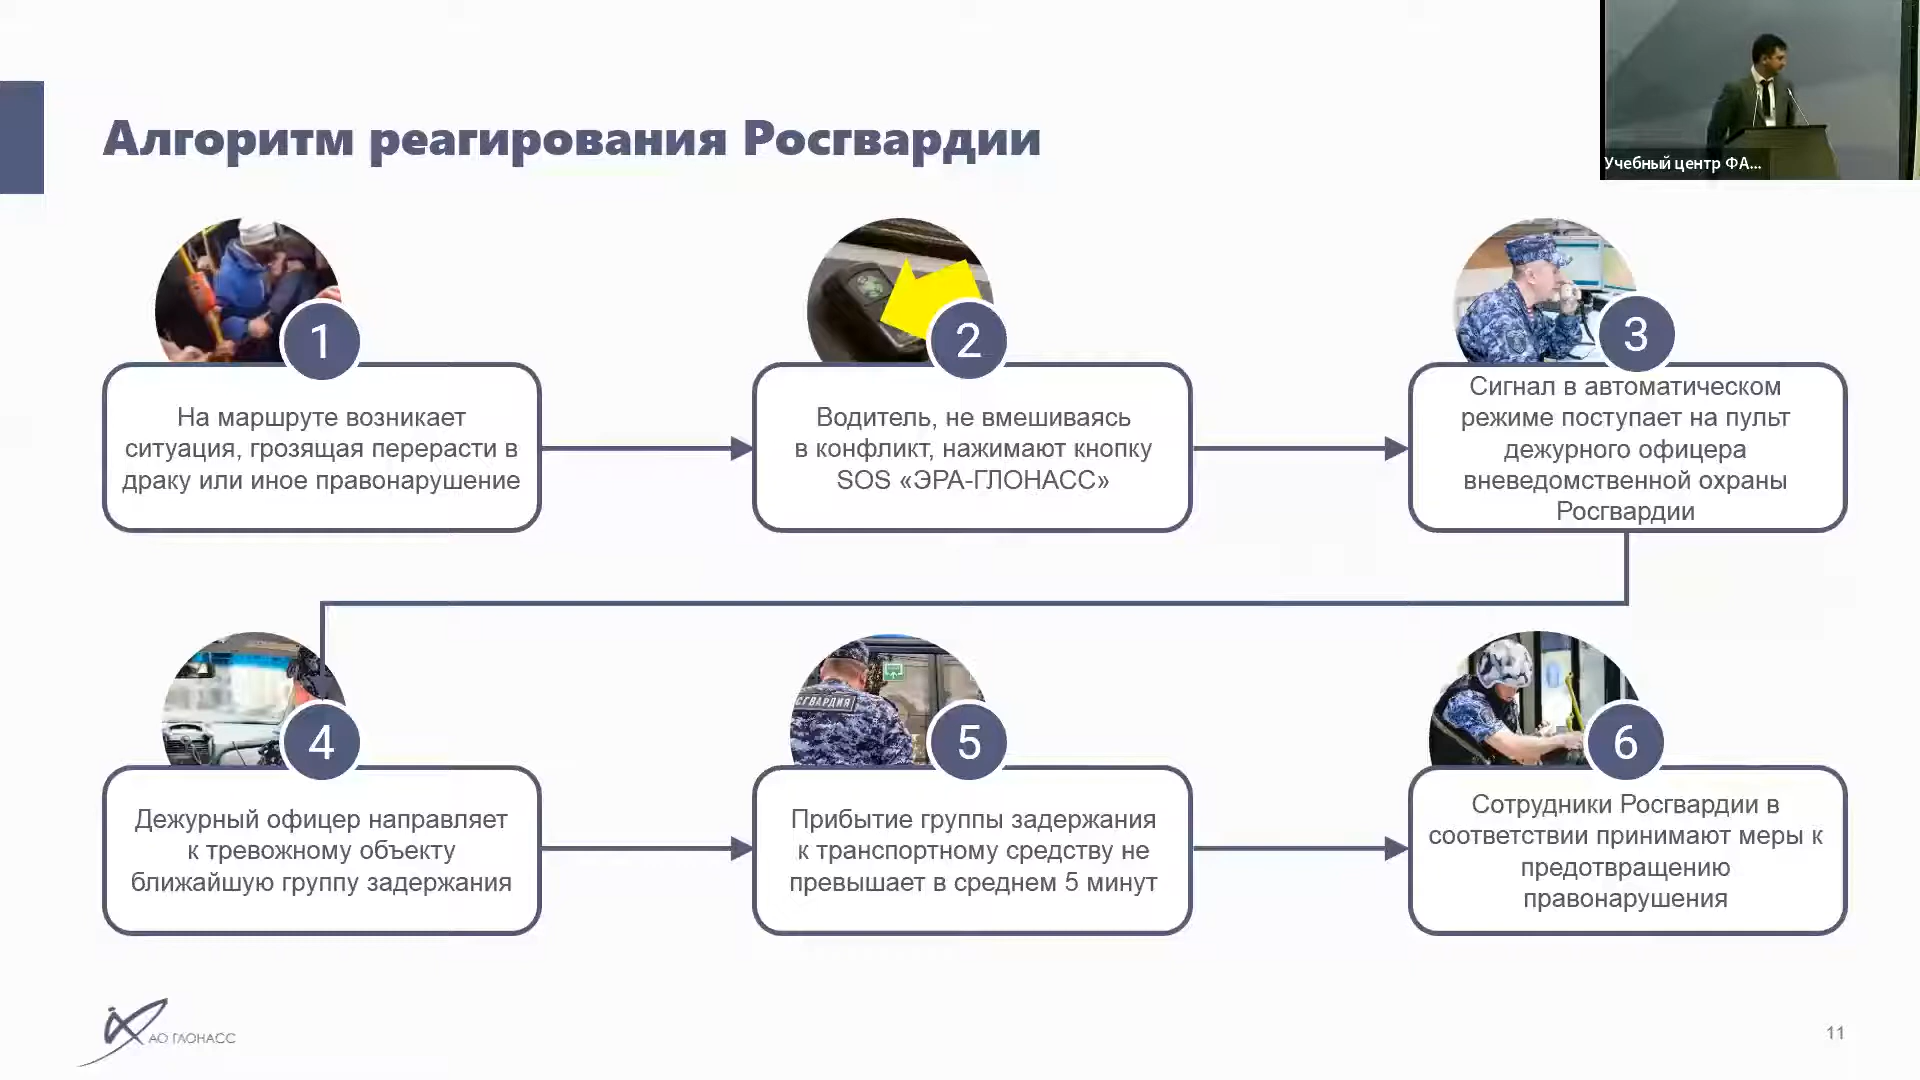 Учебный центр ФА...
Алгоритм реагирования Росгвардии
1
На маршруте возникает
ситуация, грозящая перерасти в
драку или иное правонарушение
2
Водитель, не вмешиваясь
в конфликт, нажимают кнопку
SOS «ЭРА-ГЛОНАСС»
3
Сигнал в автоматическом
режиме поступает на пульт
дежурного офицера
вневедомственной охраны
Росгвардии
4
Дежурный офицер направляет
к тревожному объекту
ближайшую группу задержания
СГВАРДИЯ
5
Прибытие группы задержания
к транспортному средству не
превышает в среднем 5 минут
6
Сотрудники Росгвардии в
соответствии принимают меры к
предотвращению
правонарушения
АО ГЛОНАСС
11